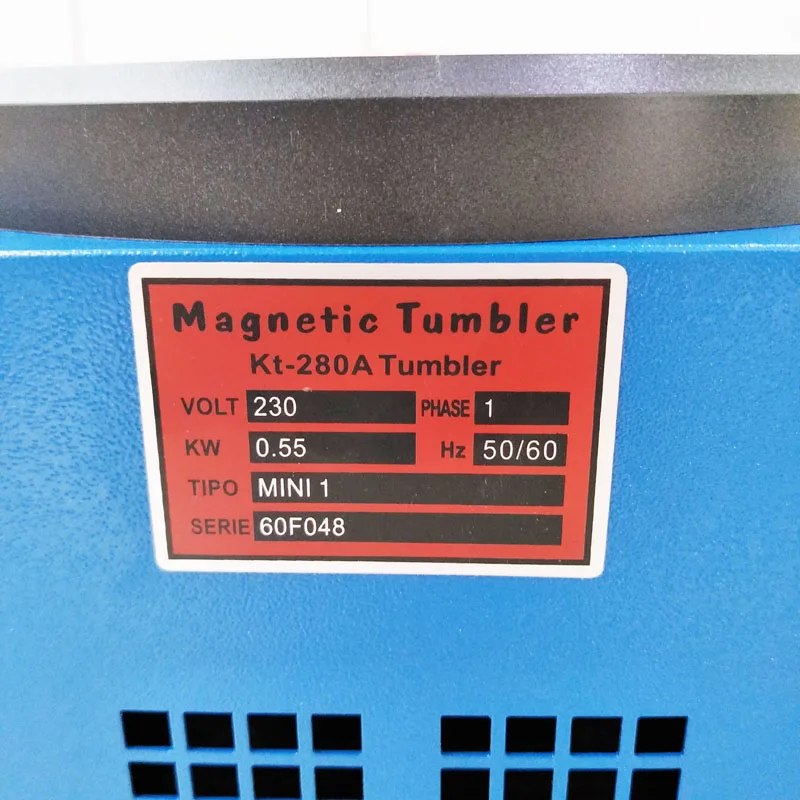 Magnetic Tumbler
Kt-280A Tumbler
VOLT 230 PHASE 1
KW 0.55 Hz 50/60
TIPO MINI 1
SERIE 60F048